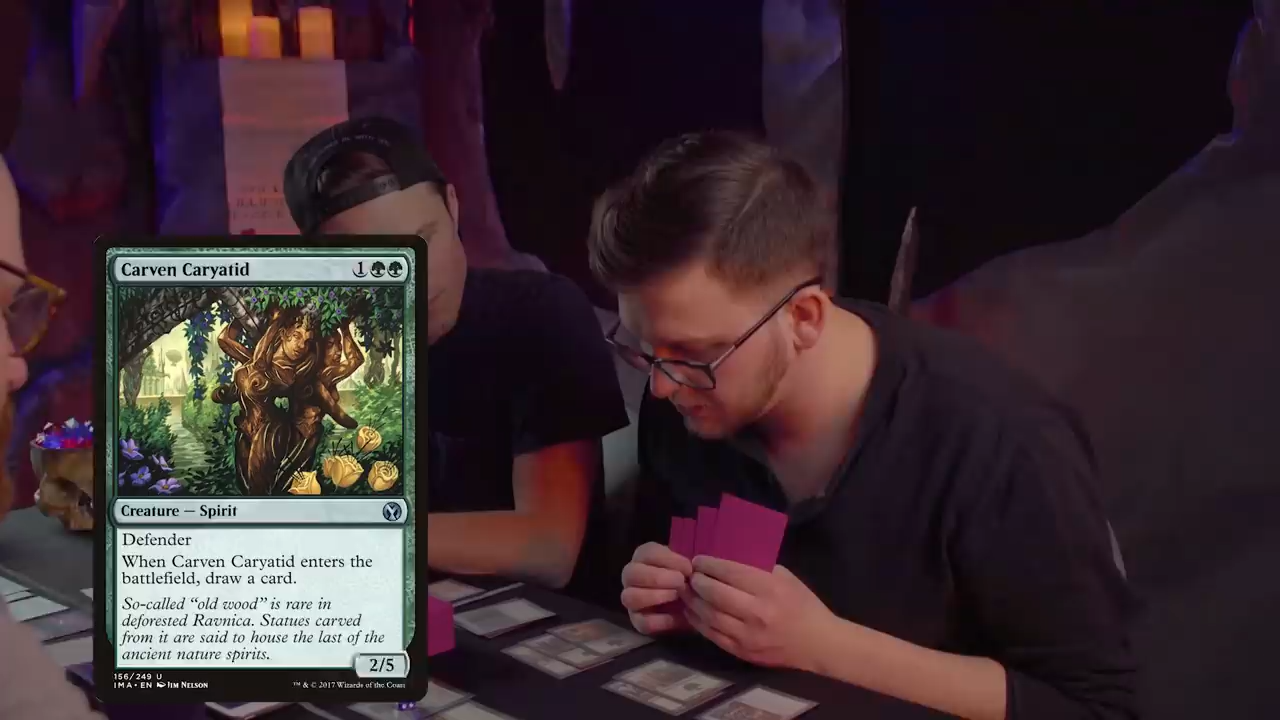 Carven Caryatid 1
Creature — Spirit
Defender
When Carven Caryatid enters the
battlefield, draw a card.
So-called "old wood" is rare in
deforested Ravnica. Statues carved
from it are said to house the last of the
ancient nature spirits.
2/5
156/249 U
IMA • EN JIM NELSON
™ & © 2017 Wizards of the Coast